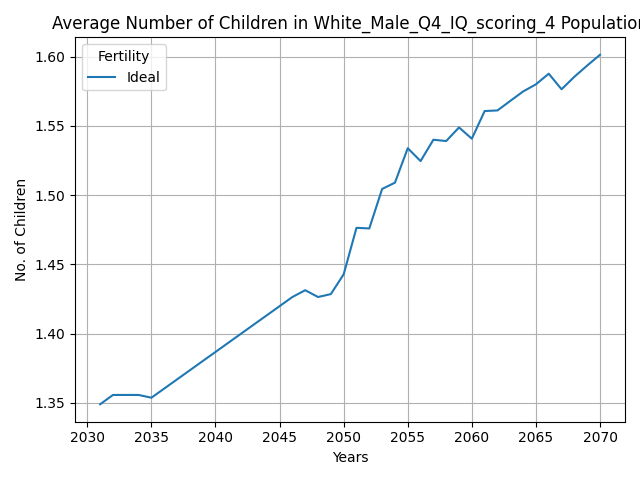 Average Number of Children in White_Male_Q4_IQ_scoring_4 Population
Fertility
Ideal
No. of Children
1.60
1.55
1.50
1.45
1.40
1.35
2030 2035 2040 2045 2050 2055 2060 2065 2070
Years